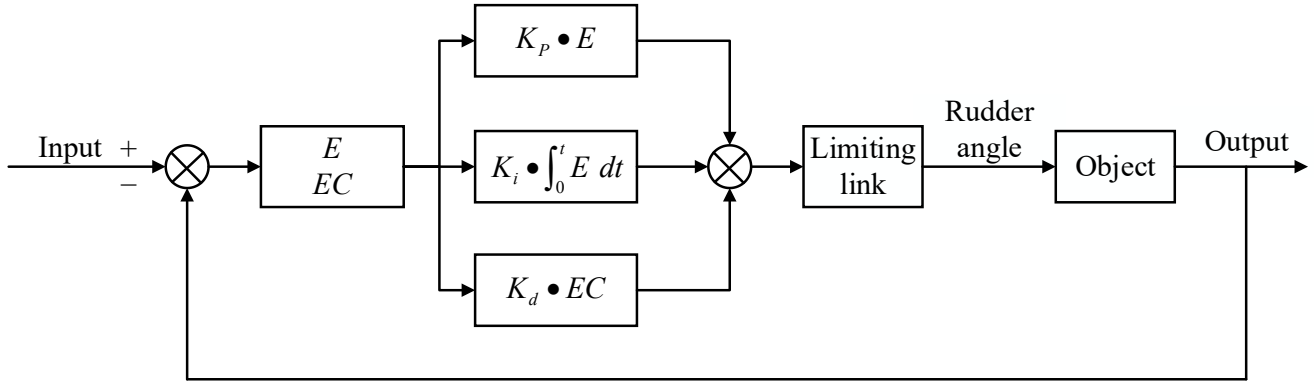 Input
+
−
E
EC
K_P • E
K_i • ∫_0^t E dt
K_d • EC
Limiting
link
Rudder
angle
Object
Output